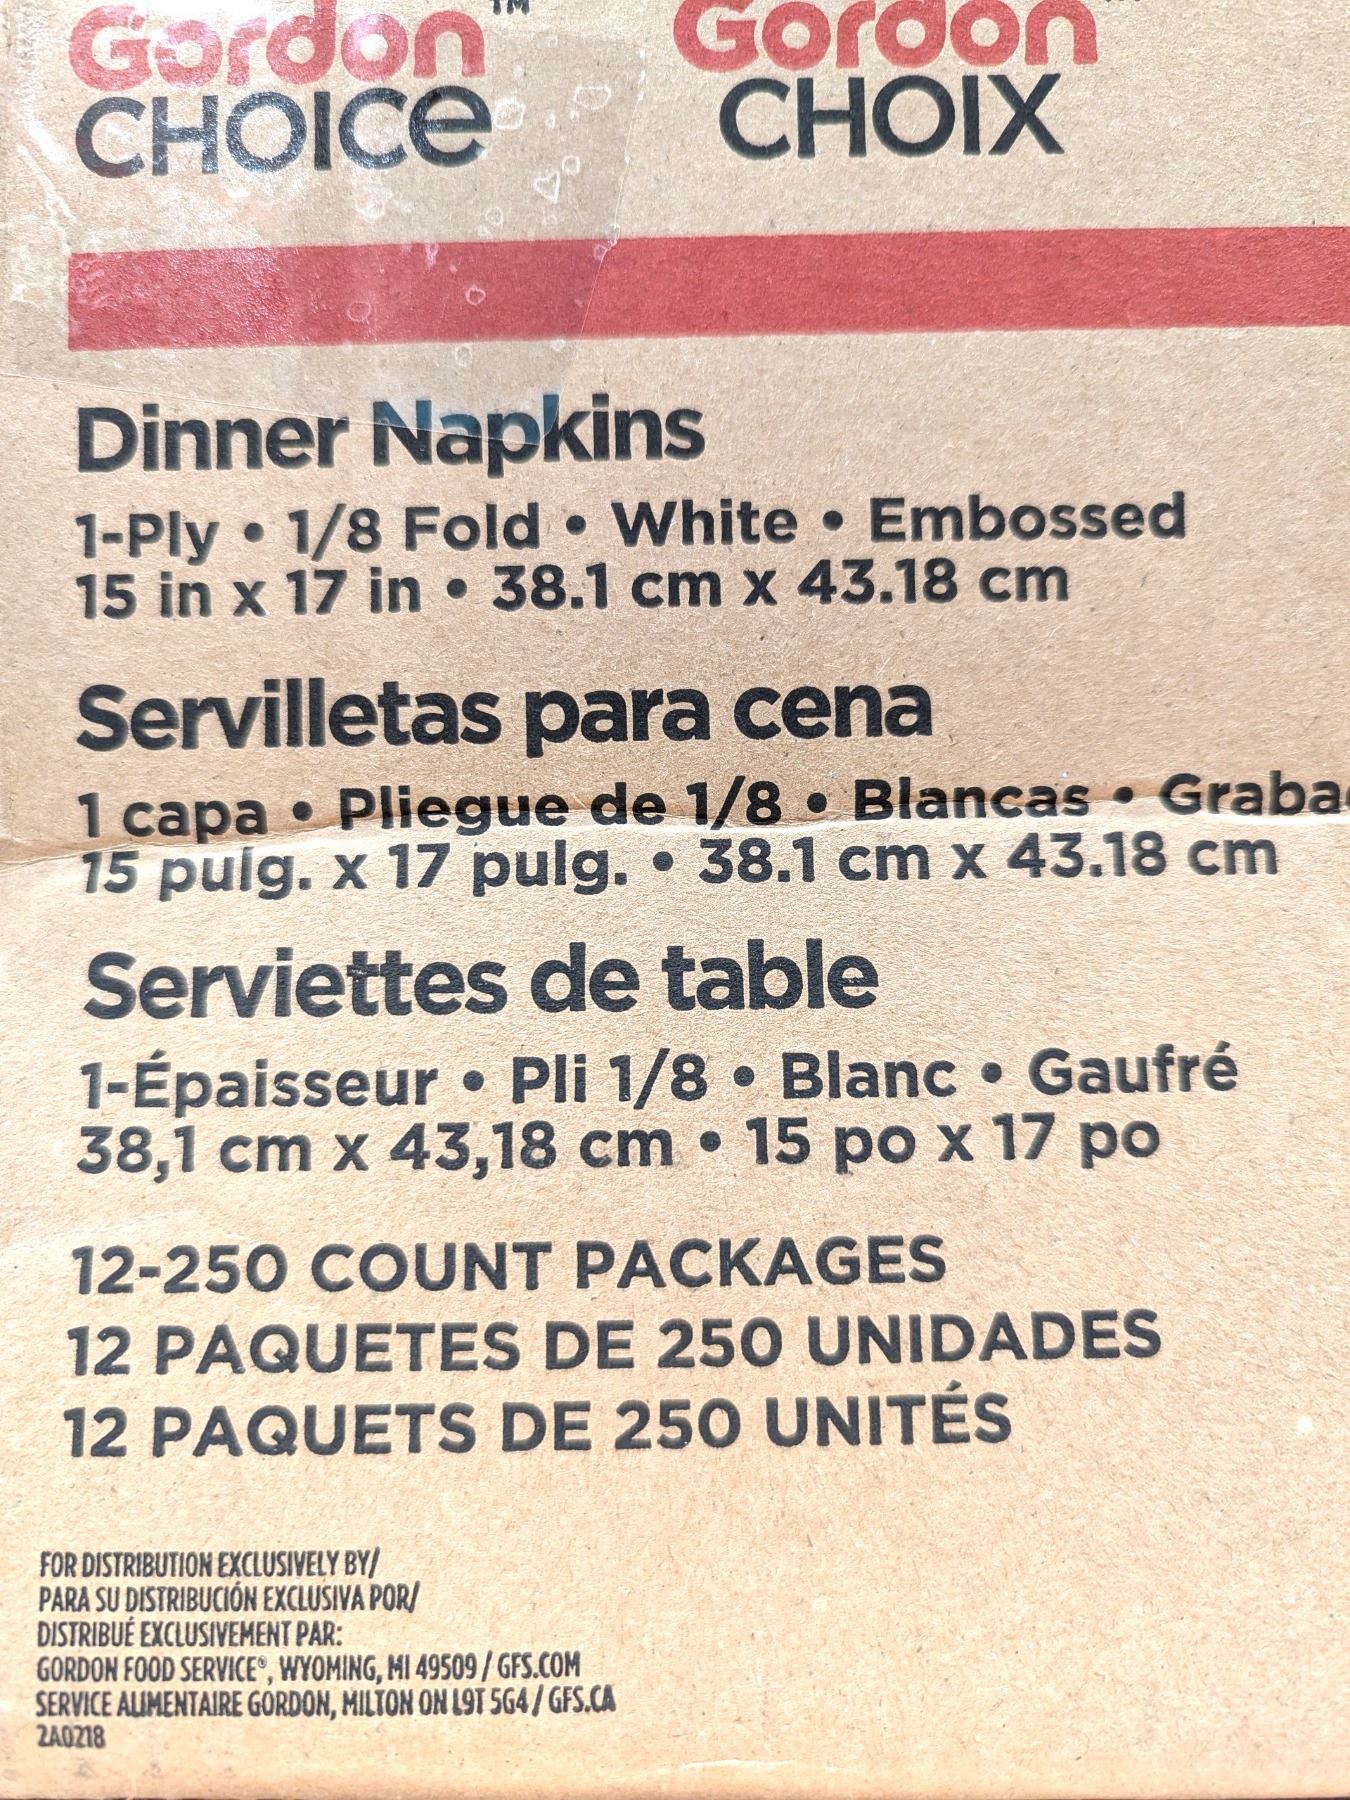 Gordon™ Gordon
CHOICe CHOIX
Dinner Napkins
1-Ply • 1/8 Fold • White • Embossed
15 in x 17 in • 38.1 cm x 43.18 cm
Servilletas para cena
1 capa • Pliegue de 1/8 • Blancas •
15 pulg. x 17 pulg. • 38.1 cm x 43.18 cm
Serviettes de table
1-Épaisseur • Pli 1/8 • Blanc • Gaufré
38,1 cm x 43,18 cm • 15 po x 17 po
12-250 COUNT PACKAGES
12 PAQUETES DE 250 UNIDADES
12 PAQUETS DE 250 UNITÉS
FOR DISTRIBUTION EXCLUSIVELY BY/
PARA SU DISTRIBUCIÓN EXCLUSIVA POR/
DISTRIBUÉ EXCLUSIVEMENT PAR:
GORDON FOOD SERVICE®, WYOMING, MI 49509 / GFS.COM
SERVICE ALIMENTAIRE GORDON, MILTON ON L9T 5G4 / GFS.CA
2A0218